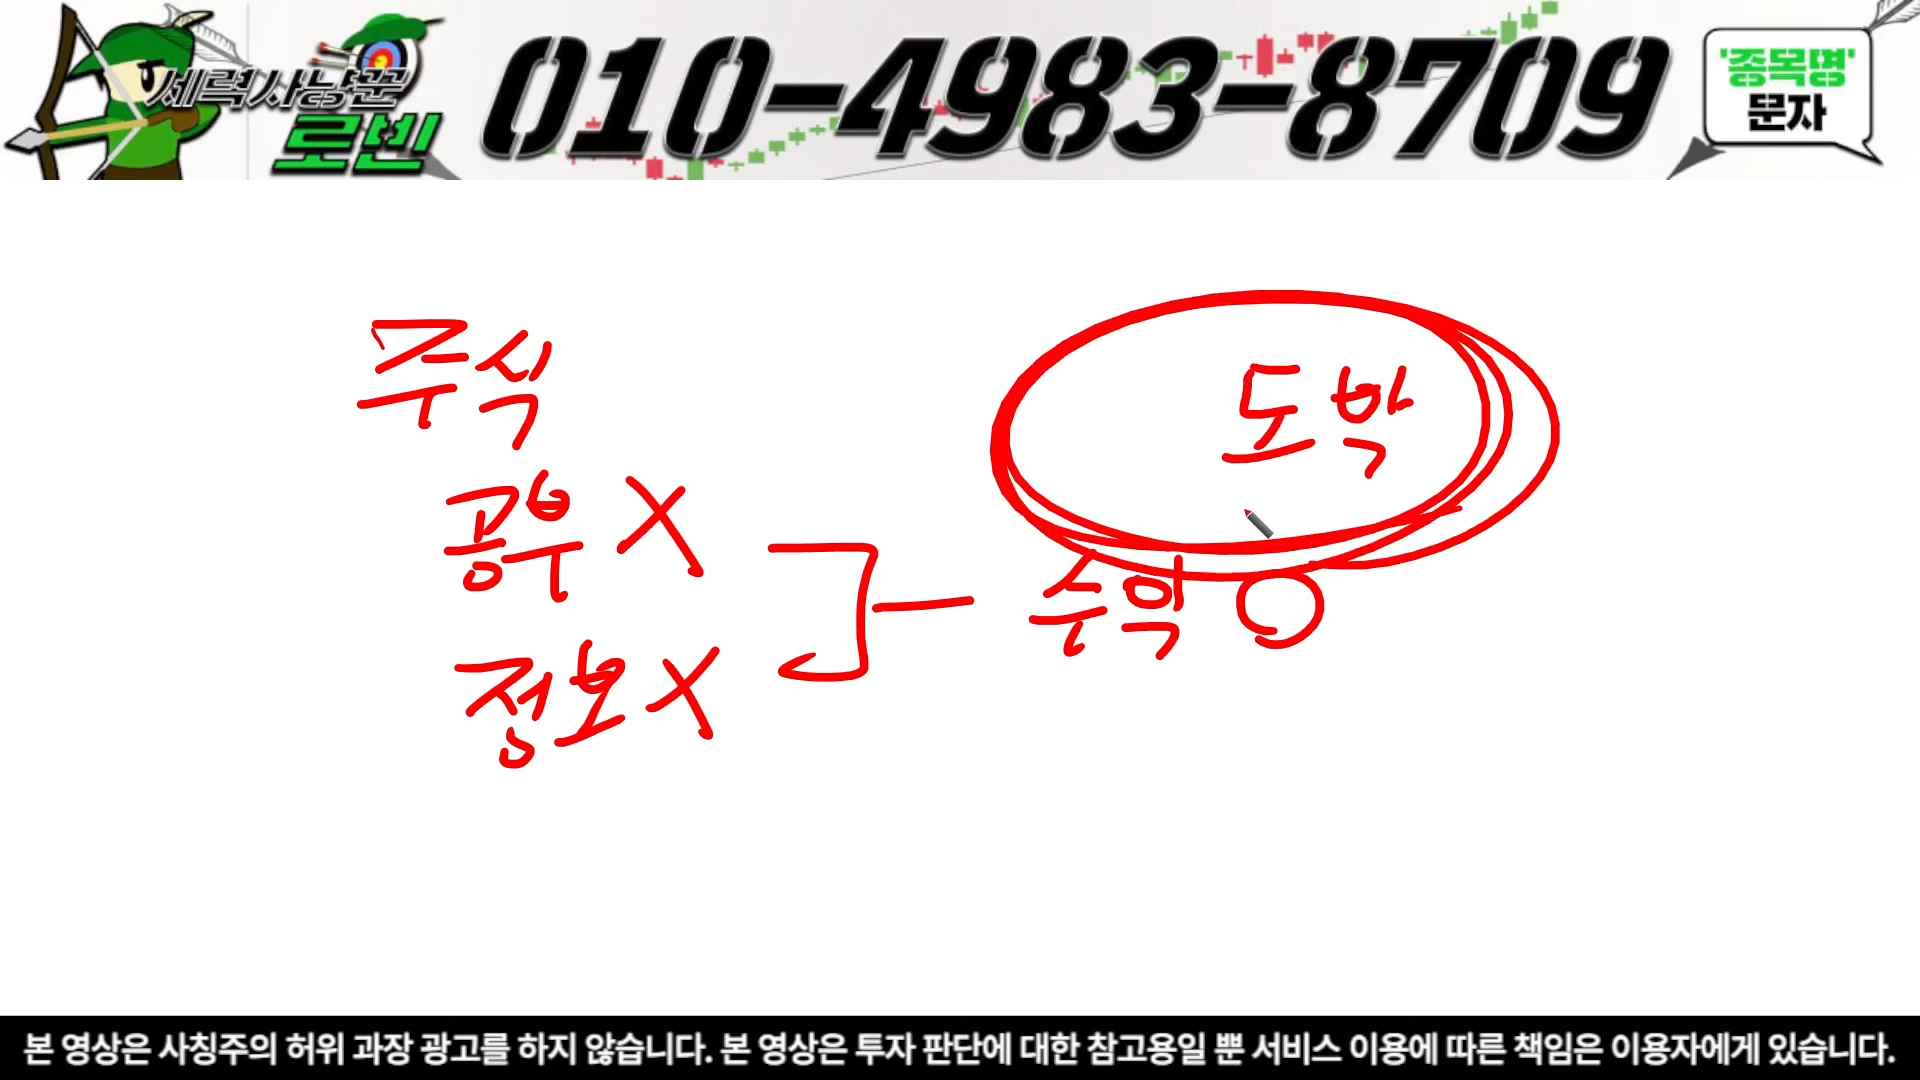 세력사냥꾼
로빈
010-4983-8709
'종목명'
문자
주식
도박
공부 X
수익 O
정보 X
본 영상은 사칭주의 허위 과장 광고를 하지 않습니다. 본 영상은 투자 판단에 대한 참고용일 뿐 서비스 이용에 따른 책임은 이용자에게 있습니다.